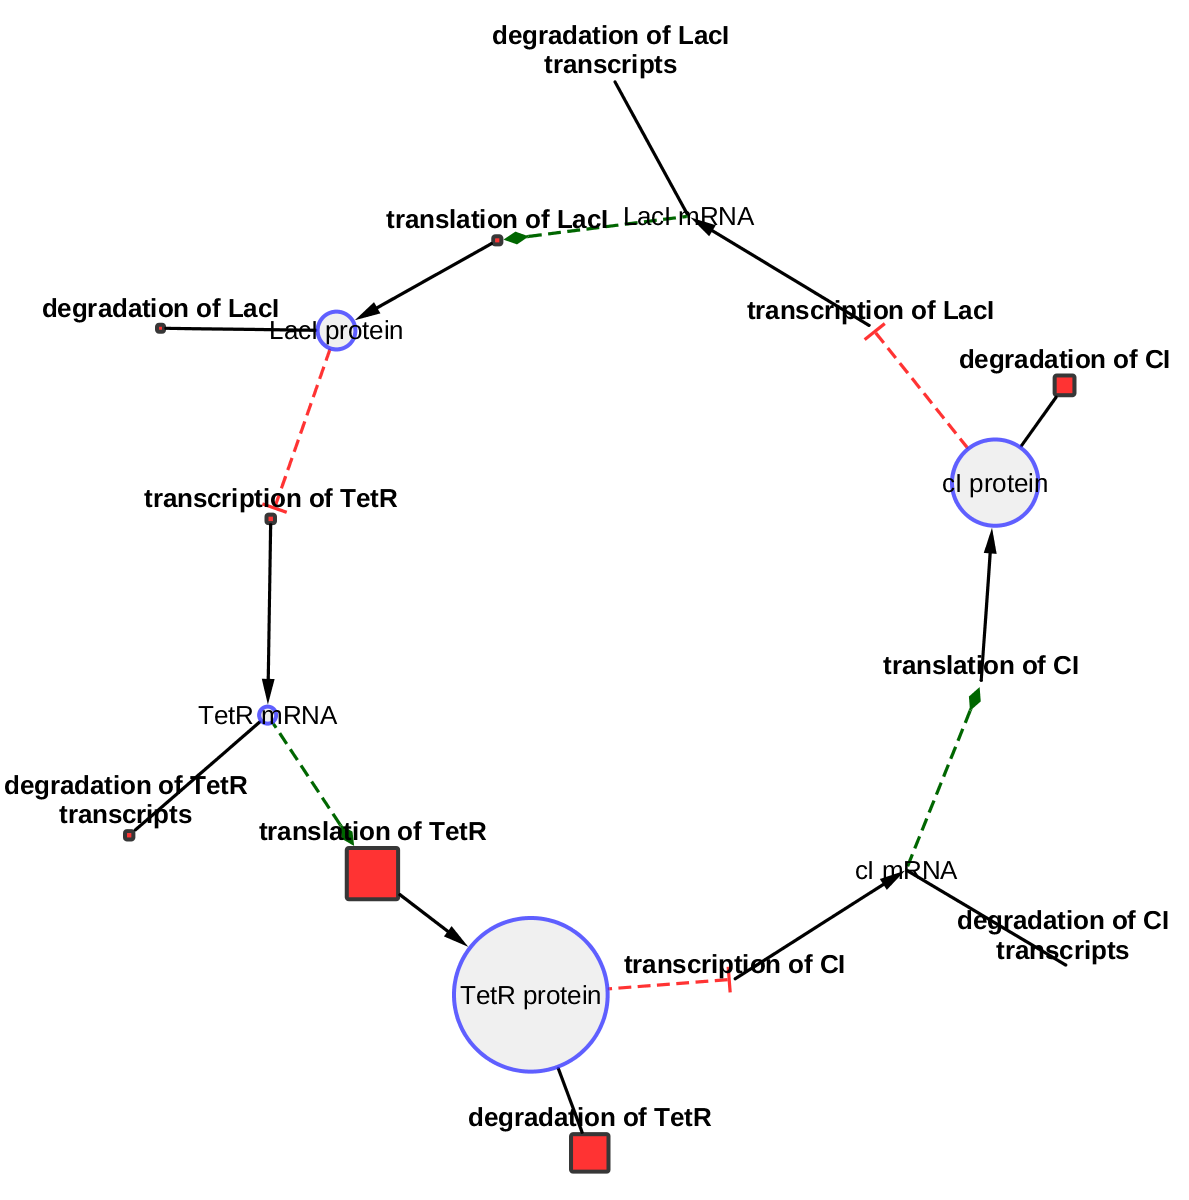 degradation of LacI
transcripts
translation of LacI
LacI mRNA
degradation of LacI
LacI protein
transcription of LacI
degradation of CI
cI protein
transcription of TetR
translation of CI
TetR mRNA
degradation of TetR
transcripts
translation of TetR
cI mRNA
degradation of CI
transcripts
transcription of CI
TetR protein
degradation of TetR